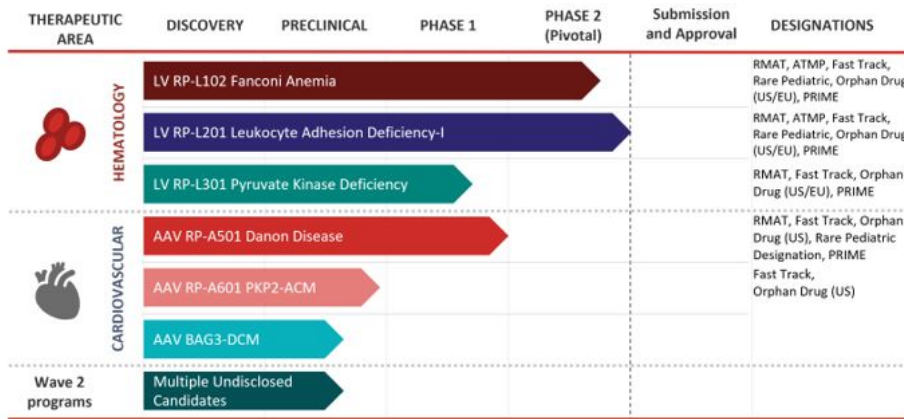 THERAPEUTIC
AREA
DISCOVERY
PRECLINICAL
PHASE 1
PHASE 2
(Pivotal)
Submission
and Approval
DESIGNATIONS
HEMATOLOGY
LV RP-L102 Fanconi Anemia
RMAT, ATMP, Fast Track,
Rare Pediatric, Orphan Drug
(US/EU), PRIME
LV RP-L201 Leukocyte Adhesion Deficiency-I
RMAT, ATMP, Fast Track,
Rare Pediatric, Orphan Drug
(US/EU), PRIME
LV RP-L301 Pyruvate Kinase Deficiency
RMAT, Fast Track, Orphan
Drug (US/EU), PRIME
CARDIOVASCULAR
AAV RP-A501 Danon Disease
RMAT, Fast Track, Orphan
Drug (US), Rare Pediatric
Designation, PRIME
AAV RP-A601 PKP2-ACM
Fast Track,
Orphan Drug (US)
AAV BAG3-DCM
Wave 2
programs
Multiple Undisclosed
Candidates